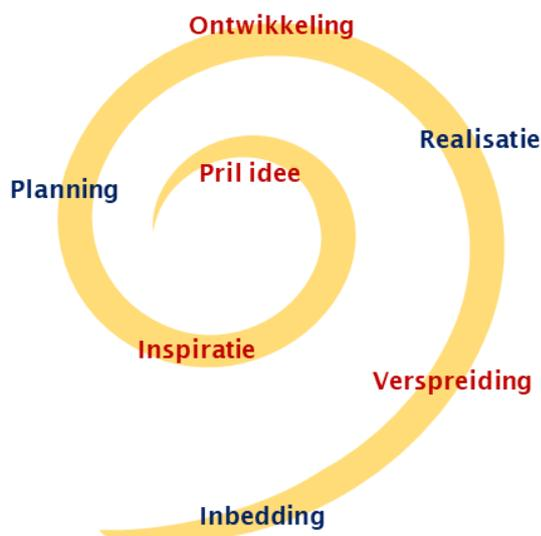 Ontwikkeling
Realisatie
Pril idee
Planning
Inspiratie
Verspreiding
Inbedding